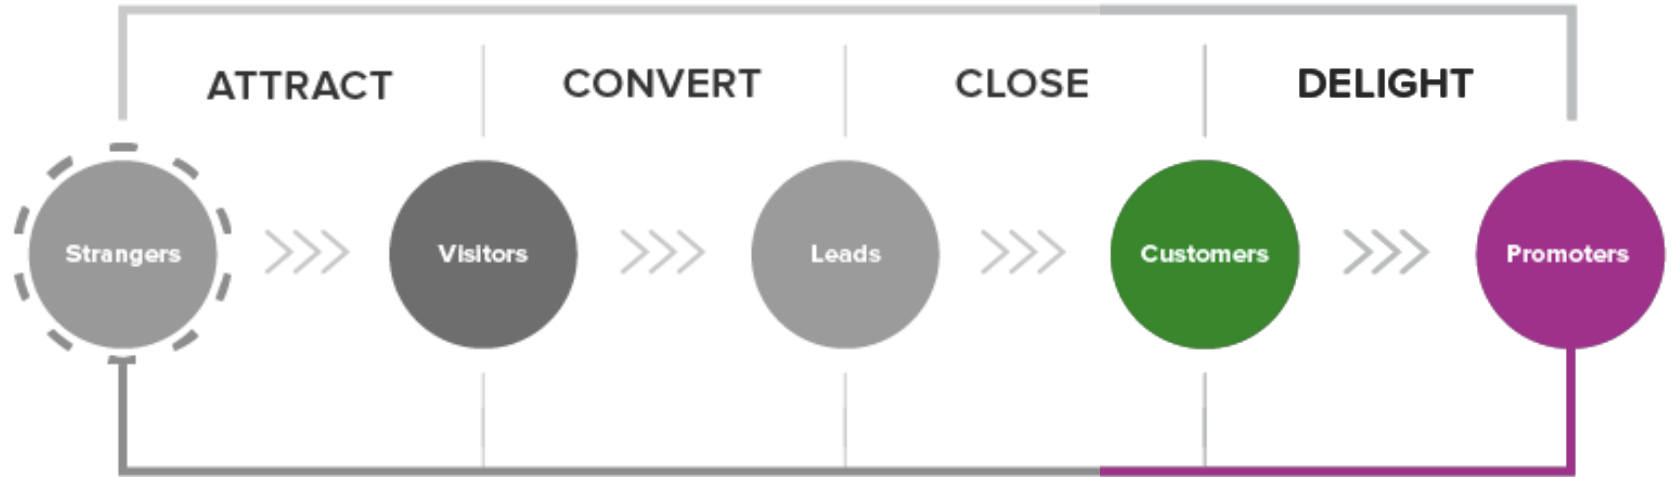 ATTRACT CONVERT CLOSE DELIGHT
Strangers Visitors Leads Customers Promoters